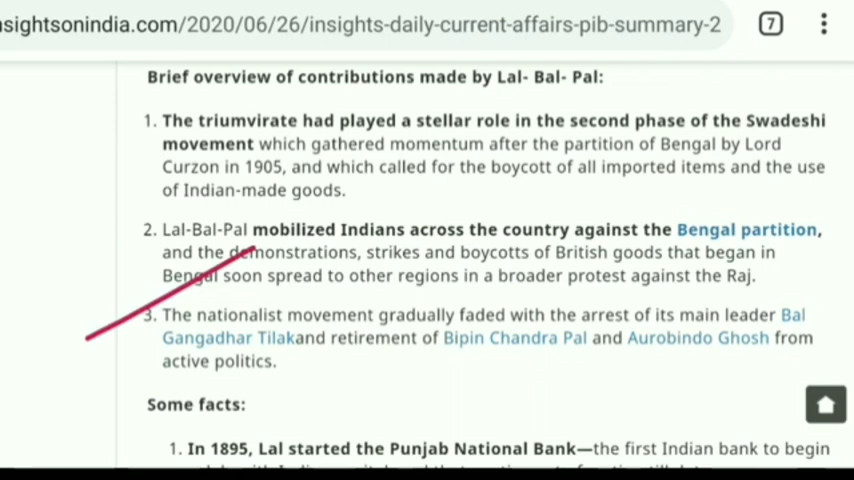 nsightsonindia.com/2020/06/26/insights-daily-current-affairs-pib-summary-2
7
Brief overview of contributions made by Lal- Bal- Pal:
1. The triumvirate had played a stellar role in the second phase of the Swadeshi
movement which gathered momentum after the partition of Bengal by Lord
Curzon in 1905, and which called for the boycott of all imported items and the use
of Indian-made goods.
2. Lal-Bal-Pal mobilized Indians across the country against the Bengal partition,
and the demonstrations, strikes and boycotts of British goods that began in
Bengal soon spread to other regions in a broader protest against the Raj.
3. The nationalist movement gradually faded with the arrest of its main leader Bal
Gangadhar Tilakand retirement of Bipin Chandra Pal and Aurobindo Ghosh from
active politics.
Some facts:
1. In 1895, Lal started the Punjab National Bank—the first Indian bank to begin